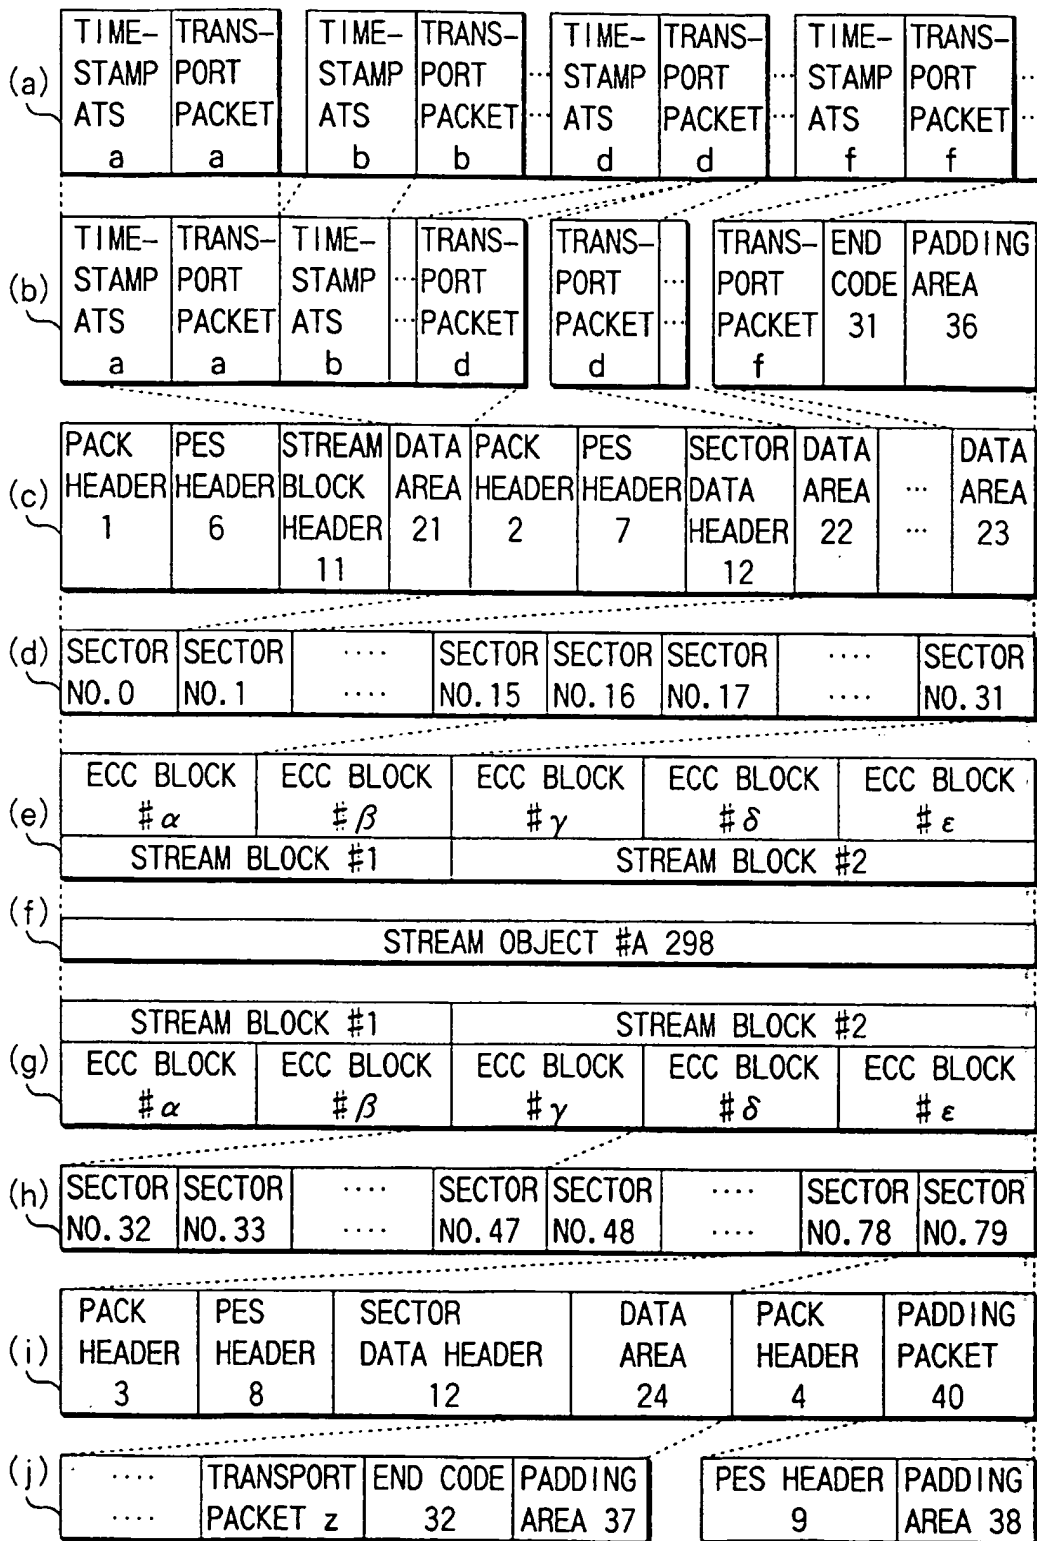 (a)
TIME-STAMP ATS a
TRANS-PORT PACKET a
TIME-STAMP ATS b
TRANS-PORT PACKET b
...
TIME-STAMP ATS d
TRANS-PORT PACKET d
...
TIME-STAMP ATS f
TRANS-PORT PACKET f
...
(b)
TIME-STAMP ATS a
TRANS-PORT PACKET a
TIME-STAMP ATS b
...
TRANS-PORT PACKET d
TRANS-PORT PACKET d
...
TRANS-PORT PACKET f
END CODE 31
PADDING AREA 36
(c)
PACK HEADER 1
PES HEADER 6
STREAM BLOCK HEADER 11
DATA AREA 21
PACK HEADER 2
PES HEADER 7
SECTOR DATA HEADER 12
DATA AREA 22
... ...
DATA AREA 23
(d)
SECTOR NO.0
SECTOR NO.1
.... ....
SECTOR NO.15
SECTOR NO.16
SECTOR NO.17
.... ....
SECTOR NO.31
(e)
ECC BLOCK #α
ECC BLOCK #β
ECC BLOCK #γ
ECC BLOCK #δ
ECC BLOCK #ε
STREAM BLOCK #1
STREAM BLOCK #2
(f)
STREAM OBJECT #A 298
(g)
STREAM BLOCK #1
STREAM BLOCK #2
ECC BLOCK #α
ECC BLOCK #β
ECC BLOCK #γ
ECC BLOCK #δ
ECC BLOCK #ε
(h)
SECTOR NO.32
SECTOR NO.33
.... ....
SECTOR NO.47
SECTOR NO.48
.... ....
SECTOR NO.78
SECTOR NO.79
(i)
PACK HEADER 3
PES HEADER 8
SECTOR DATA HEADER 12
DATA AREA 24
PACK HEADER 4
PADDING PACKET 40
(j)
.... ....
TRANSPORT PACKET z
END CODE 32
PADDING AREA 37
PES HEADER 9
PADDING AREA 38